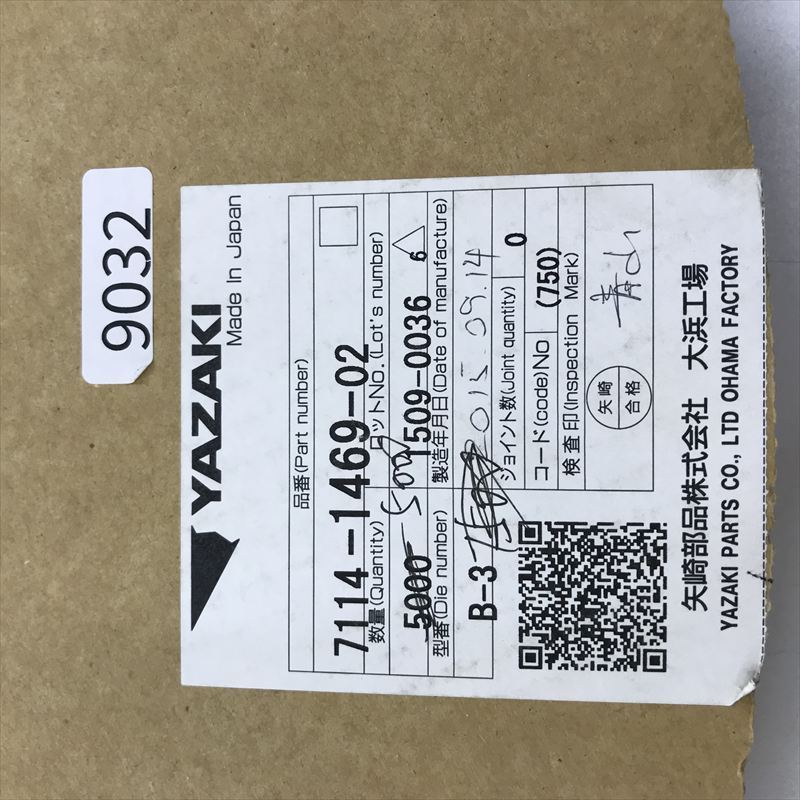 9032
YAZAKI
Made In Japan
品番(Part number)
7114-1469-02
数量(Quantity)
ロットNO.(Lot's number)
5000
1509-0036
6
型番(Die number)
製造年月日(Date of manufacture)
B-3
2015.09.14
ジョイント数(Joint quantity)
0
コード(code)No
(750)
検査印(Inspection Mark)
矢崎
合格
矢崎部品株式会社 大浜工場
YAZAKI PARTS CO., LTD OHAMA FACTORY